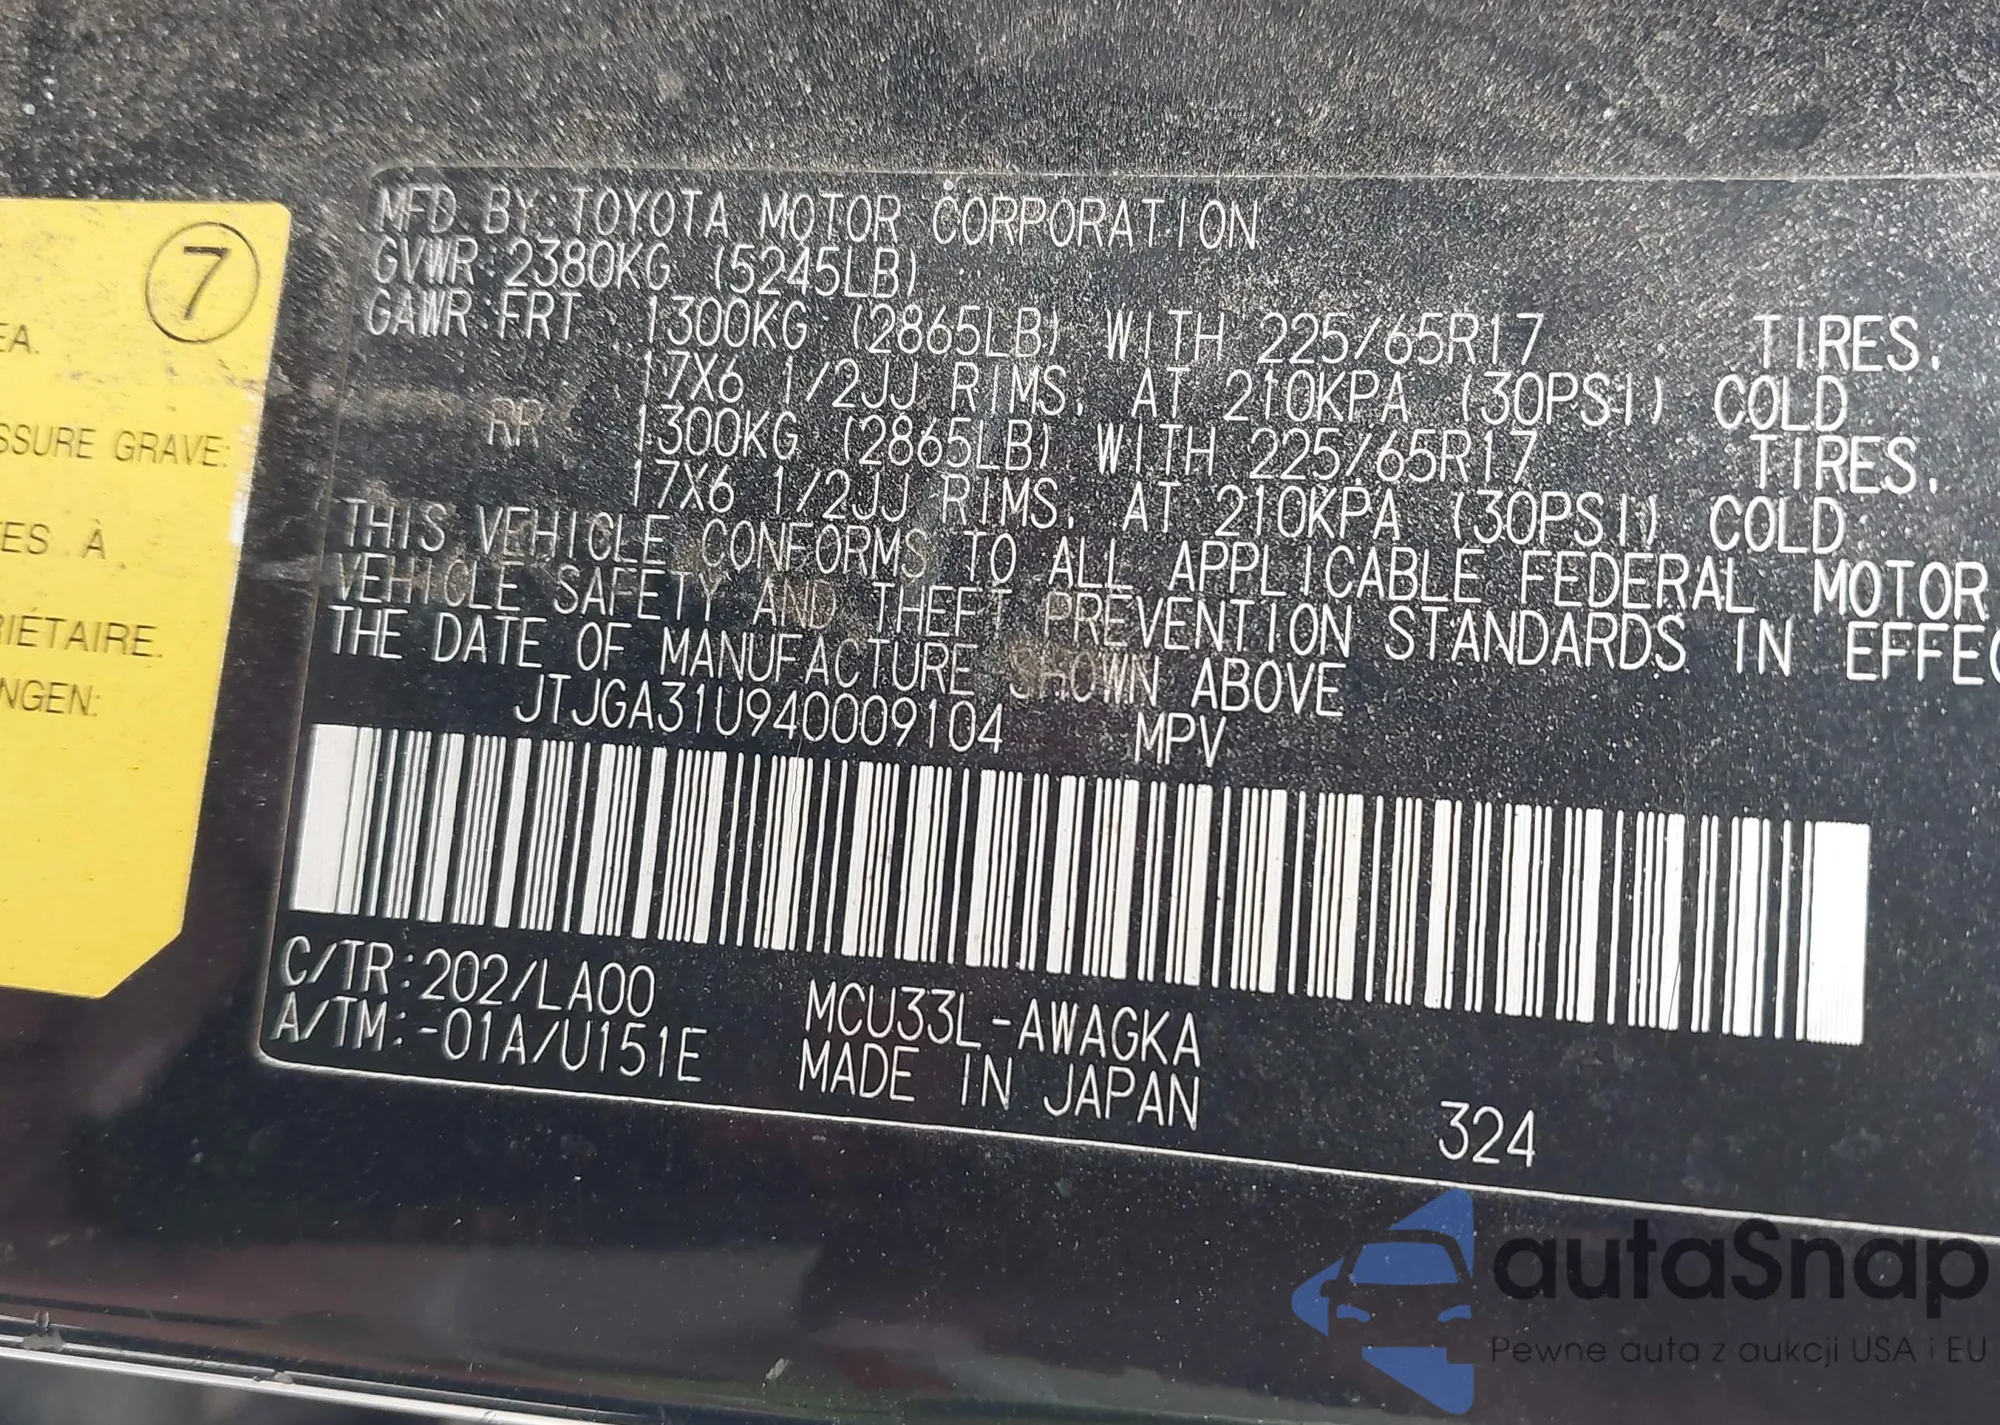 MFD. BY: TOYOTA MOTOR CORPORATION
GVWR: 2380KG (5245LB)
GAWR: FRT 1300KG (2865LB) WITH 225/65R17 TIRES,
17X6 1/2JJ RIMS, AT 210KPA (30PSI) COLD
RR 1300KG (2865LB) WITH 225/65R17 TIRES,
17X6 1/2JJ RIMS, AT 210KPA (30PSI) COLD
THIS VEHICLE CONFORMS TO ALL APPLICABLE FEDERAL MOTOR
VEHICLE SAFETY AND THEFT PREVENTION STANDARDS IN EFFEC
THE DATE OF MANUFACTURE SHOWN ABOVE
JTJGA31U940009104 MPV
C/TR:202/LA00 MCU33L-AWAGKA
A/TM:-01A/U151E MADE IN JAPAN
324
7
EA.
SSURE GRAVE:
ES À
RIÉTAIRE.
NGEN:
autaSnap
Pewne auta z aukcji USA i EU